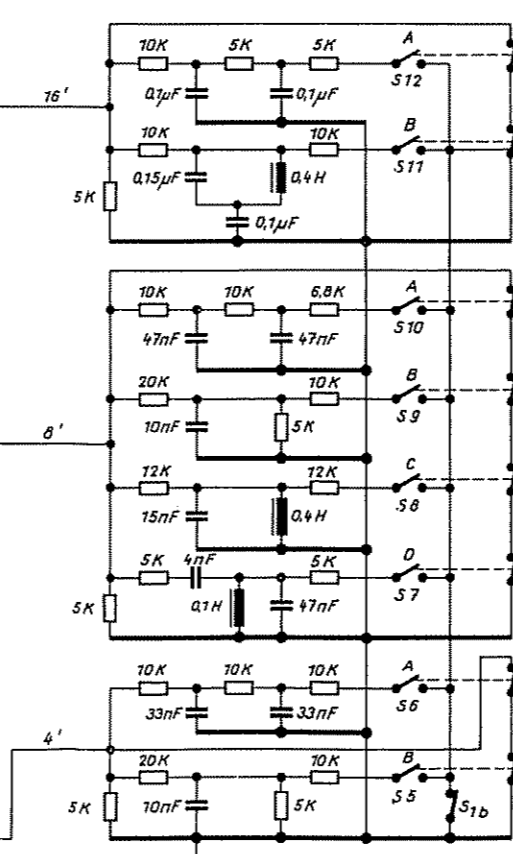 10K 5K 5K A
S12
0,1µF 0,1µF
16'
10K 10K B
S11
0,15µF 0,4H
5K
0,1µF
10K 10K 6,8K A
S10
47nF 47nF
20K 10K B
S9
10nF 5K
8'
12K 12K C
S8
15nF 0,4H
5K 4nF 5K D
S7
5K 0,1H 47nF
10K 10K 10K A
S6
33nF 33nF
4'
20K 10K B
S5
5K 10nF 5K S1b